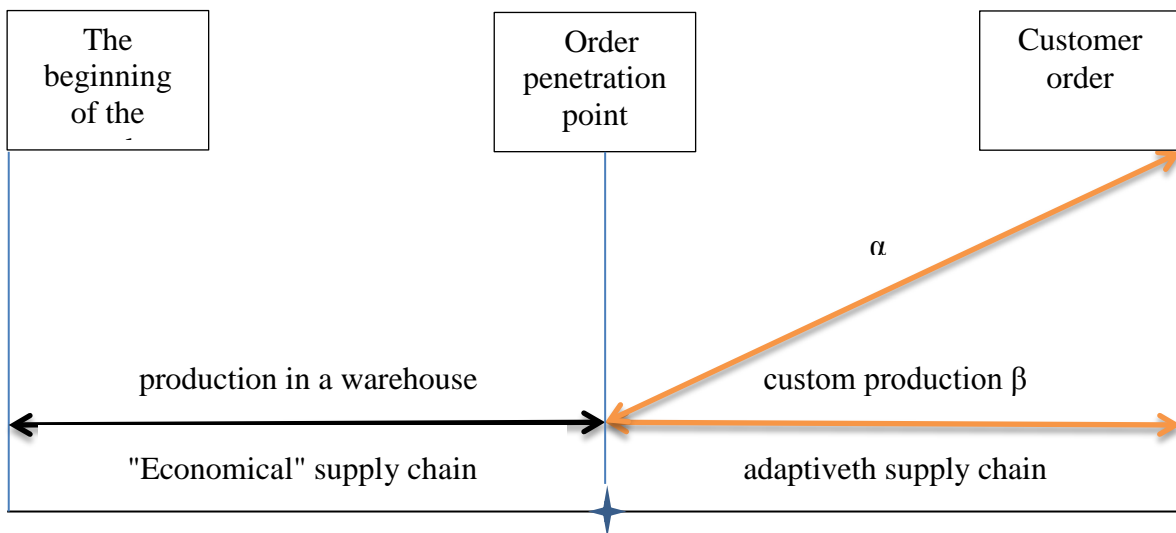 The
beginning
of the
Order
penetration
point
Customer
order
α
production in a warehouse
custom production β
"Economical" supply chain
adaptiveth supply chain